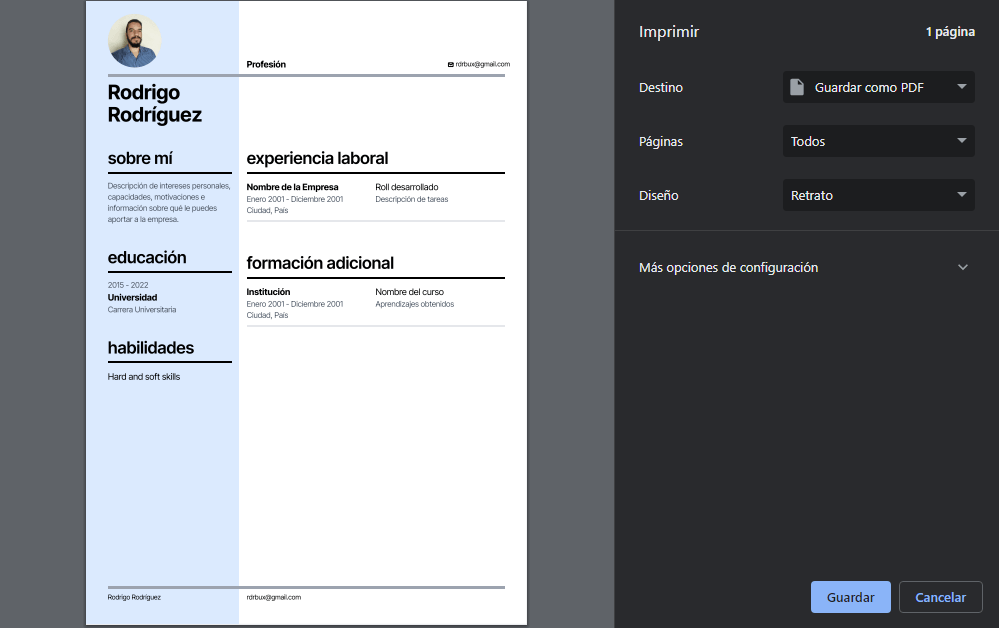 Profesión
rdrbux@gmail.com
Rodrigo
Rodríguez
sobre mí
Descripción de intereses personales,
capacidades, motivaciones e
información sobre qué le puedes
aportar a la empresa.
educación
2015 - 2022
Universidad
Carrera Universitaria
habilidades
Hard and soft skills
experiencia laboral
Nombre de la Empresa
Enero 2001 - Diciembre 2001
Ciudad, País
Roll desarrollado
Descripción de tareas
formación adicional
Institución
Enero 2001 - Diciembre 2001
Ciudad, País
Nombre del curso
Aprendizajes obtenidos
Rodrigo Rodríguez
rdrbux@gmail.com
Imprimir
1 página
Destino
Guardar como PDF
Páginas
Todos
Diseño
Retrato
Más opciones de configuración
Guardar
Cancelar